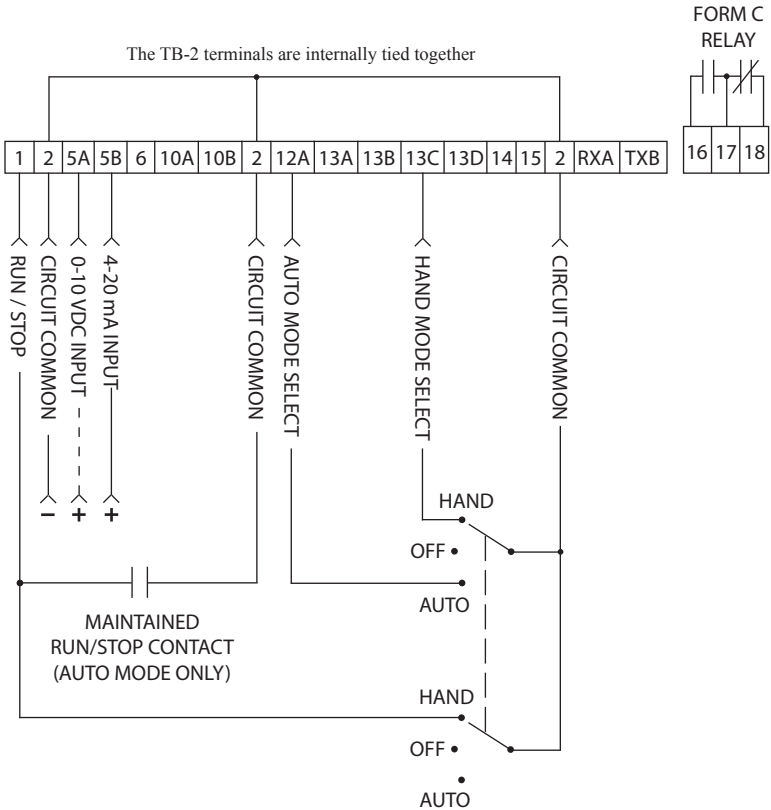 FORM C
RELAY
The TB-2 terminals are internally tied together
1 2 5A 5B 6 10A 10B 2 12A 13A 13B 13C 13D 14 15 2 RXA TXB
16 17 18
RUN / STOP
CIRCUIT COMMON
0-10 VDC INPUT
4-20 mA INPUT
CIRCUIT COMMON
AUTO MODE SELECT
HAND MODE SELECT
CIRCUIT COMMON
– + +
HAND
OFF
AUTO
MAINTAINED
RUN/STOP CONTACT
(AUTO MODE ONLY)
HAND
OFF
AUTO